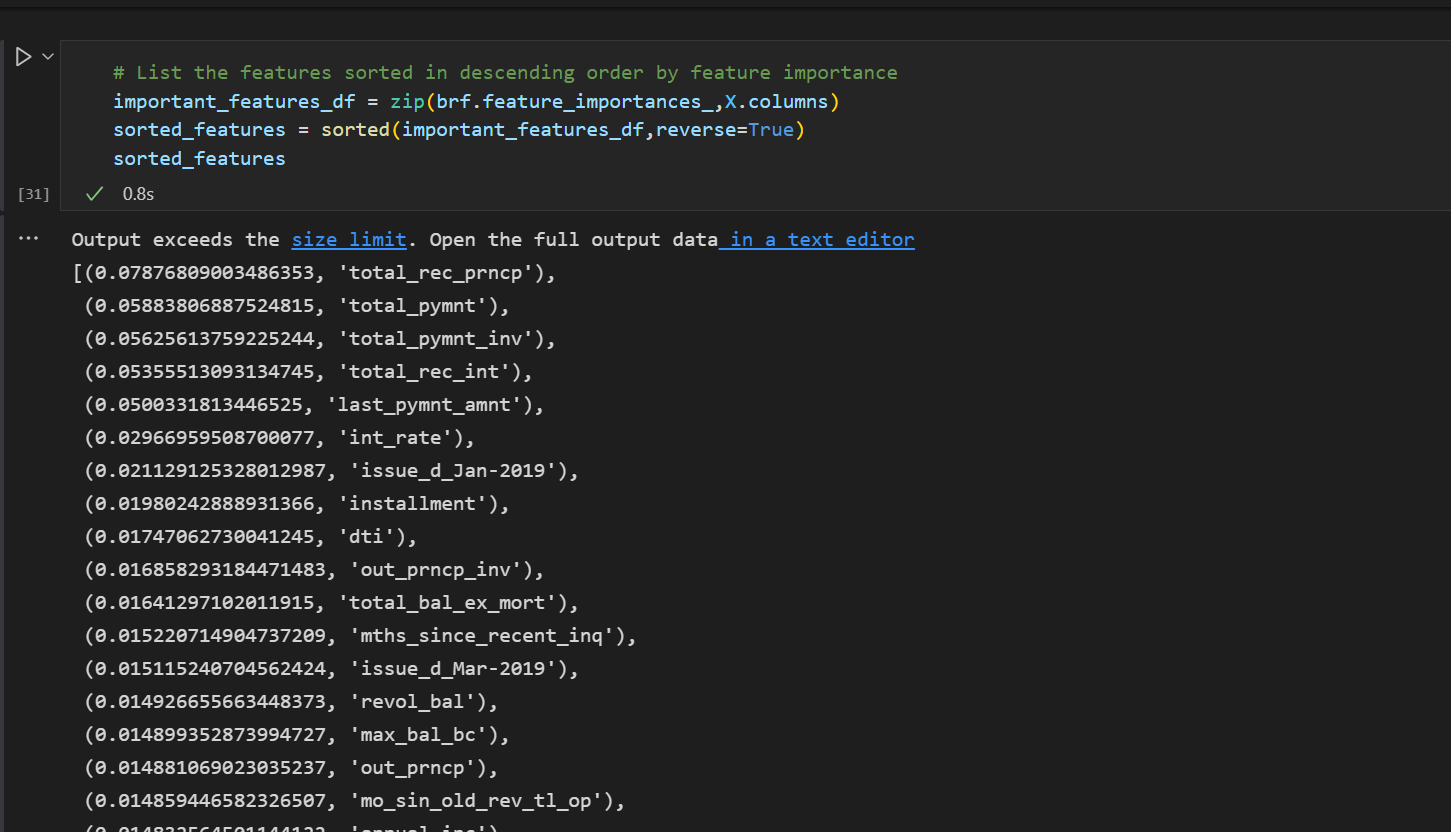 # List the features sorted in descending order by feature importance
important_features_df = zip(brf.feature_importances_,X.columns)
sorted_features = sorted(important_features_df,reverse=True)
sorted_features
[31] 0.8s
Output exceeds the size limit. Open the full output data in a text editor
[(0.07876809003486353, 'total_rec_prncp'),
(0.05883806887524815, 'total_pymnt'),
(0.05625613759225244, 'total_pymnt_inv'),
(0.05355513093134745, 'total_rec_int'),
(0.0500331813446525, 'last_pymnt_amnt'),
(0.02966959508700077, 'int_rate'),
(0.021129125328012987, 'issue_d_Jan-2019'),
(0.01980242888931366, 'installment'),
(0.01747062730041245, 'dti'),
(0.016858293184471483, 'out_prncp_inv'),
(0.01641297102011915, 'total_bal_ex_mort'),
(0.015220714904737209, 'mths_since_recent_inq'),
(0.015115240704562424, 'issue_d_Mar-2019'),
(0.014926655663448373, 'revol_bal'),
(0.014899352873994727, 'max_bal_bc'),
(0.014881069023035237, 'out_prncp'),
(0.014859446582326507, 'mo_sin_old_rev_tl_op'),